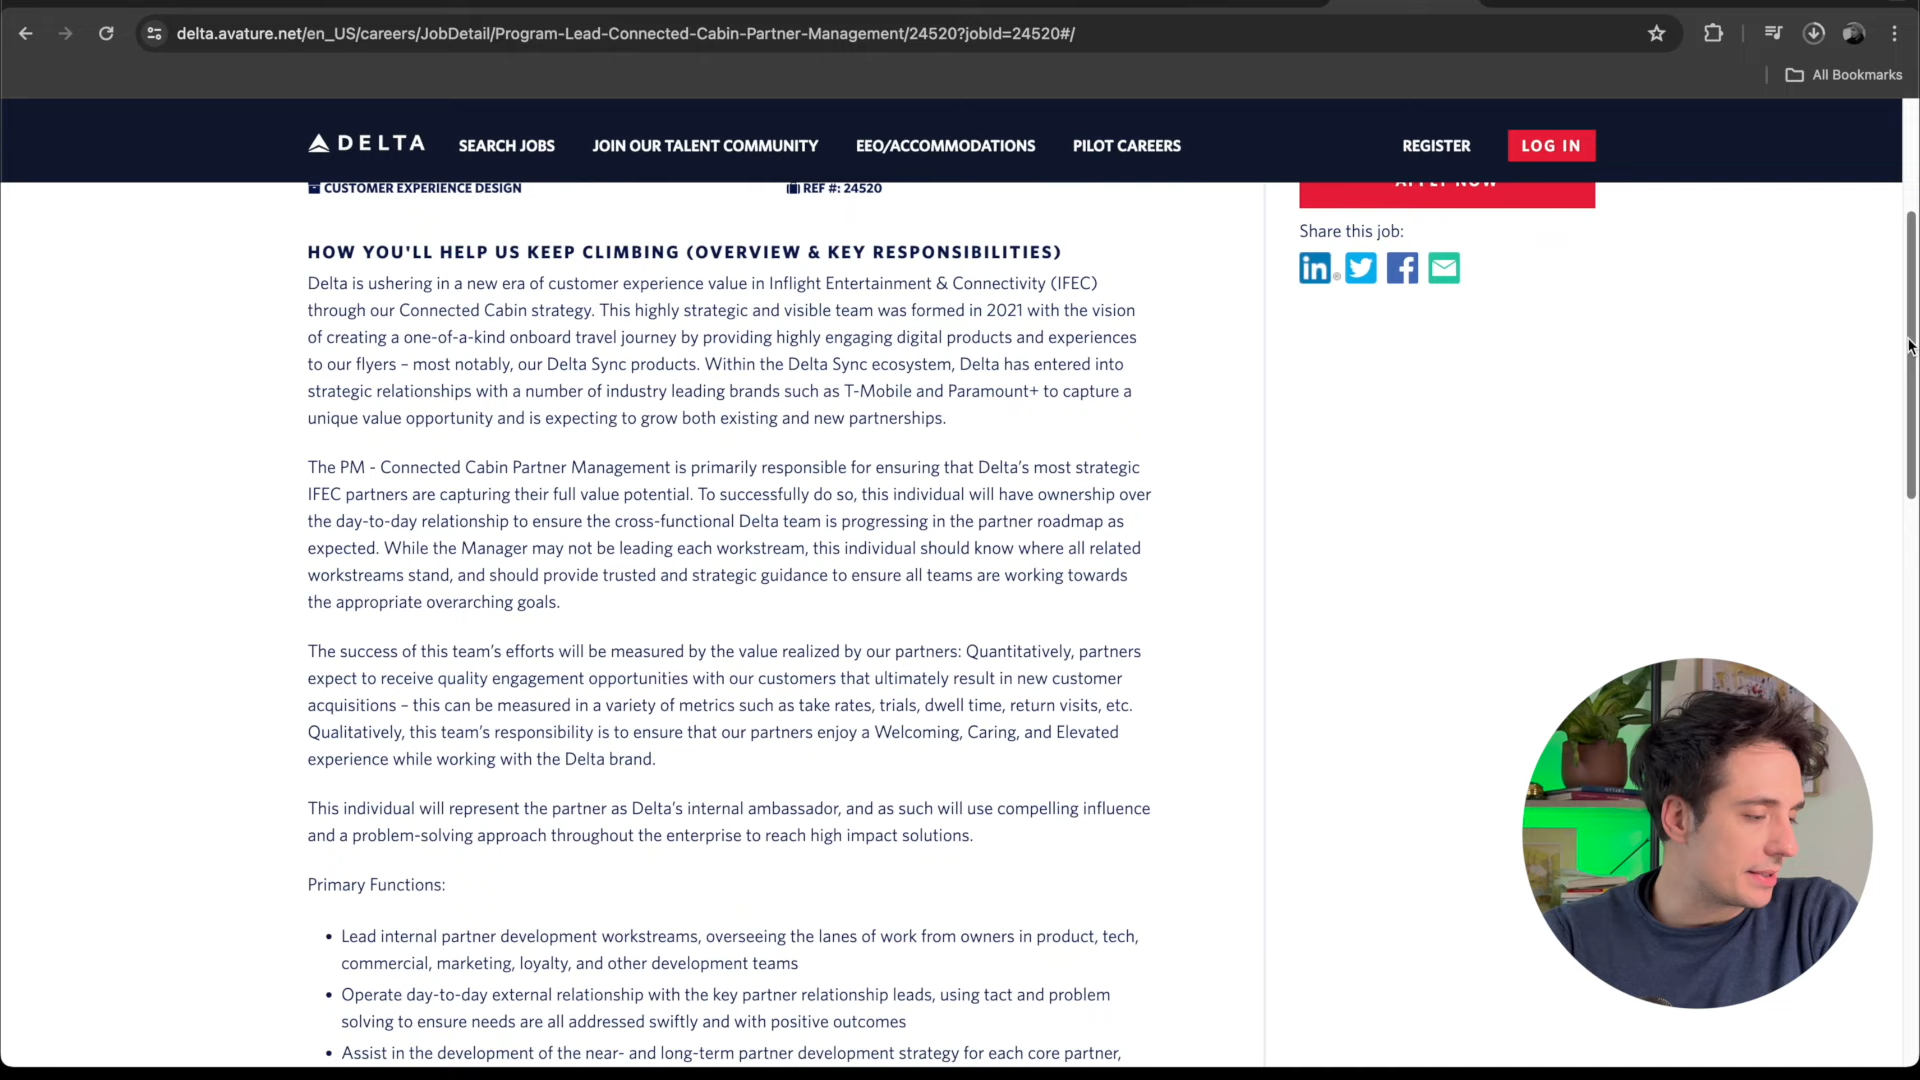 delta.avature.net/en_US/careers/JobDetail/Program-Lead-Connected-Cabin-Partner-Management/24520?jobId=24520#/
All Bookmarks
DELTA SEARCH JOBS JOIN OUR TALENT COMMUNITY EEO/ACCOMMODATIONS PILOT CAREERS REGISTER LOG IN
CUSTOMER EXPERIENCE DESIGN REF #: 24520
APPLY NOW
Share this job:
HOW YOU'LL HELP US KEEP CLIMBING (OVERVIEW & KEY RESPONSIBILITIES)
Delta is ushering in a new era of customer experience value in Inflight Entertainment & Connectivity (IFEC)
through our Connected Cabin strategy. This highly strategic and visible team was formed in 2021 with the vision
of creating a one-of-a-kind onboard travel journey by providing highly engaging digital products and experiences
to our flyers – most notably, our Delta Sync products. Within the Delta Sync ecosystem, Delta has entered into
strategic relationships with a number of industry leading brands such as T-Mobile and Paramount+ to capture a
unique value opportunity and is expecting to grow both existing and new partnerships.
The PM - Connected Cabin Partner Management is primarily responsible for ensuring that Delta’s most strategic
IFEC partners are capturing their full value potential. To successfully do so, this individual will have ownership over
the day-to-day relationship to ensure the cross-functional Delta team is progressing in the partner roadmap as
expected. While the Manager may not be leading each workstream, this individual should know where all related
workstreams stand, and should provide trusted and strategic guidance to ensure all teams are working towards
the appropriate overarching goals.
The success of this team’s efforts will be measured by the value realized by our partners: Quantitatively, partners
expect to receive quality engagement opportunities with our customers that ultimately result in new customer
acquisitions – this can be measured in a variety of metrics such as take rates, trials, dwell time, return visits, etc.
Qualitatively, this team’s responsibility is to ensure that our partners enjoy a Welcoming, Caring, and Elevated
experience while working with the Delta brand.
This individual will represent the partner as Delta’s internal ambassador, and as such will use compelling influence
and a problem-solving approach throughout the enterprise to reach high impact solutions.
Primary Functions:
• Lead internal partner development workstreams, overseeing the lanes of work from owners in product, tech,
commercial, marketing, loyalty, and other development teams
• Operate day-to-day external relationship with the key partner relationship leads, using tact and problem
solving to ensure needs are all addressed swiftly and with positive outcomes
• Assist in the development of the near- and long-term partner development strategy for each core partner,